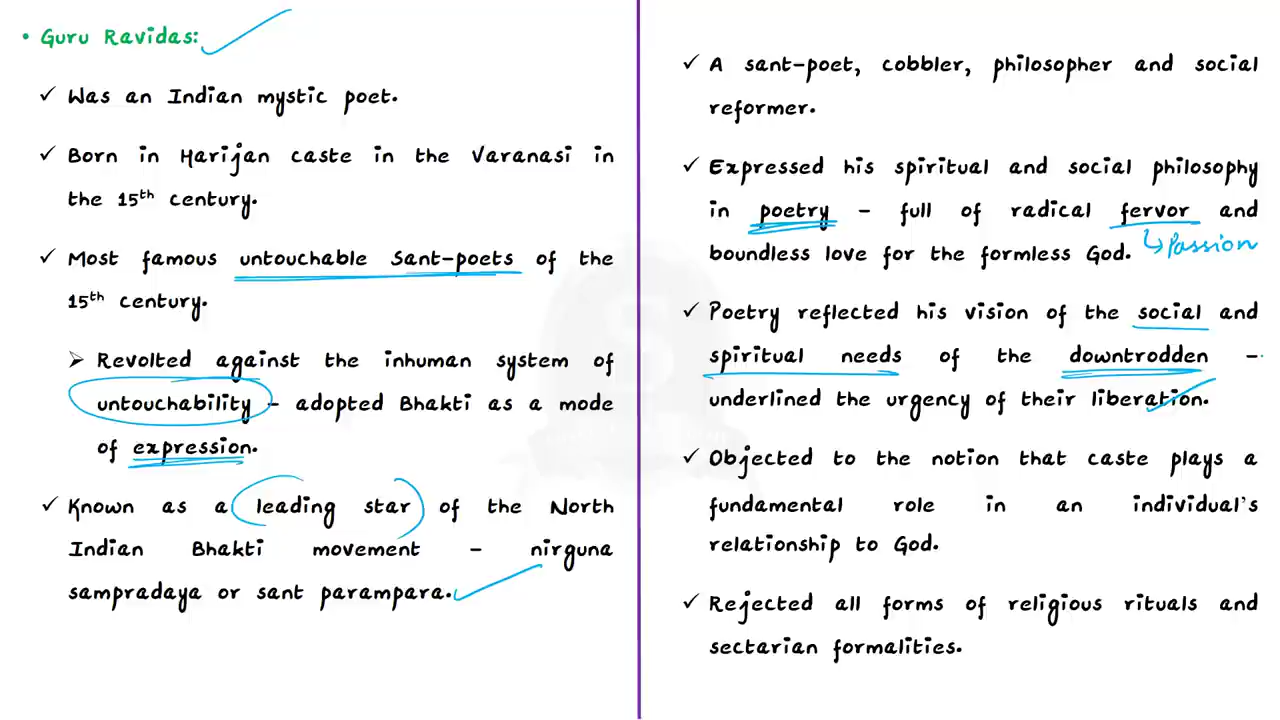 • Guru Ravidas:
✓ Was an Indian mystic poet.
✓ Born in Harijan caste in the Varanasi in
the 15th century.
✓ Most famous untouchable Sant-poets of the
15th century.
➢ Revolted against the inhuman system of
untouchability - adopted Bhakti as a mode
of expression.
✓ Known as a leading star of the North
Indian Bhakti movement - nirguna
sampradaya or sant parampara.
✓ A sant-poet, cobbler, philosopher and social
reformer.
✓ Expressed his spiritual and social philosophy
in poetry - full of radical fervor and
boundless love for the formless God.
↳ Passion
✓ Poetry reflected his vision of the social and
spiritual needs of the downtrodden -
underlined the urgency of their liberation.
✓ Objected to the notion that caste plays a
fundamental role in an individual's
relationship to God.
✓ Rejected all forms of religious rituals and
sectarian formalities.